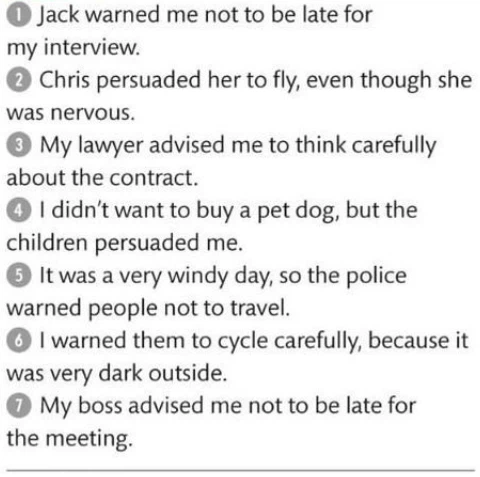 1 Jack warned me not to be late for
my interview.
2 Chris persuaded her to fly, even though she
was nervous.
3 My lawyer advised me to think carefully
about the contract.
4 I didn't want to buy a pet dog, but the
children persuaded me.
5 It was a very windy day, so the police
warned people not to travel.
6 I warned them to cycle carefully, because it
was very dark outside.
7 My boss advised me not to be late for
the meeting.